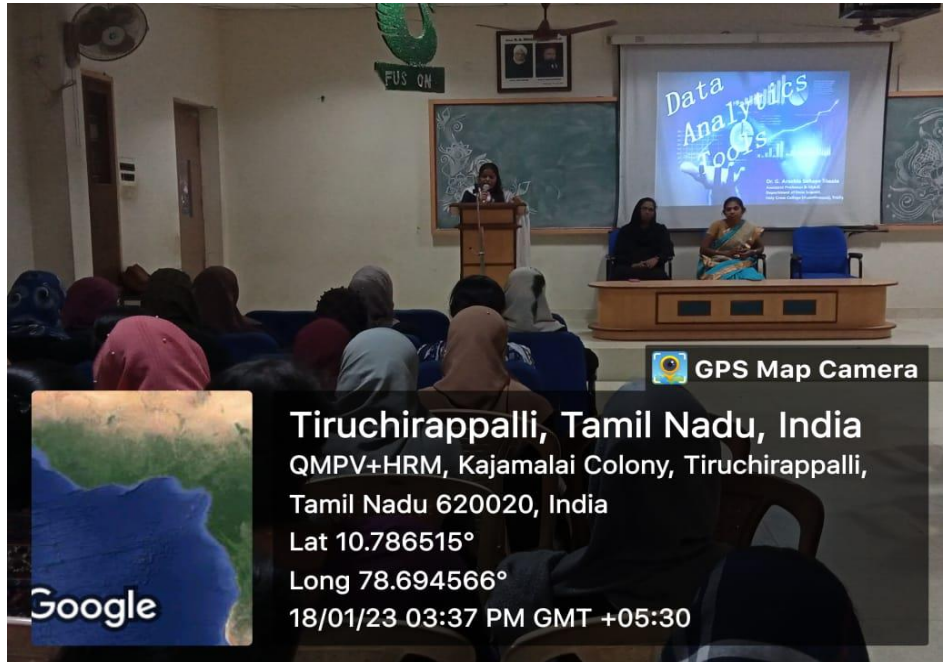 FUS ON
Data
Analytics
Tools
GPS Map Camera
Tiruchirappalli, Tamil Nadu, India
QMPV+HRM, Kajamalai Colony, Tiruchirappalli,
Tamil Nadu 620020, India
Lat 10.786515°
Long 78.694566°
18/01/23 03:37 PM GMT +05:30
Google